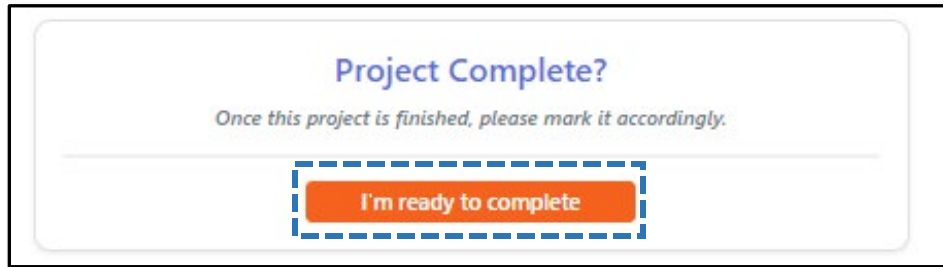 Project Complete?
Once this project is finished, please mark it accordingly.
I'm ready to complete